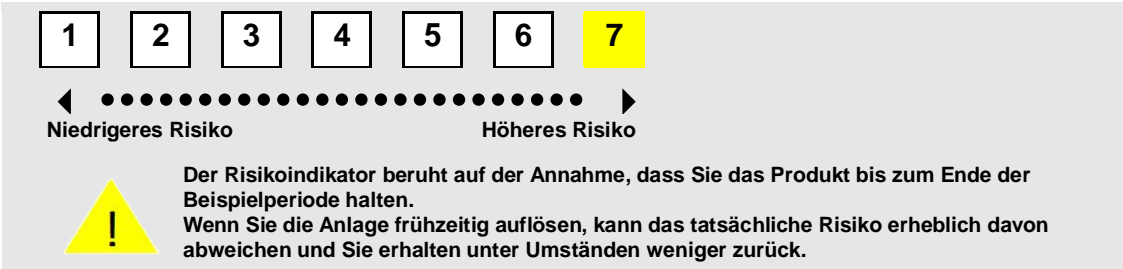 1 2 3 4 5 6 7
Niedrigeres Risiko Höheres Risiko
Der Risikoindikator beruht auf der Annahme, dass Sie das Produkt bis zum Ende der
Beispielperiode halten.
Wenn Sie die Anlage frühzeitig auflösen, kann das tatsächliche Risiko erheblich davon
abweichen und Sie erhalten unter Umständen weniger zurück.
!